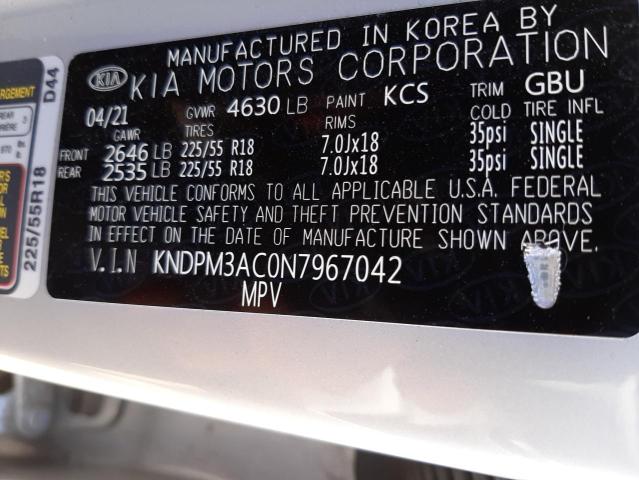 MANUFACTURED IN KOREA BY
KIA KIA MOTORS CORPORATION
04/21 GVWR 4630 LB PAINT KCS TRIM GBU
GAWR TIRES RIMS COLD TIRE INFL
FRONT 2646 LB 225/55 R18 7.0Jx18 35psi SINGLE
REAR 2535 LB 225/55 R18 7.0Jx18 35psi SINGLE
THIS VEHICLE CONFORMS TO ALL APPLICABLE U.S.A. FEDERAL
MOTOR VEHICLE SAFETY AND THEFT PREVENTION STANDARDS
IN EFFECT ON THE DATE OF MANUFACTURE SHOWN ABOVE.
V.I.N KNDPM3AC0N7967042
MPV
D44
225/55R18
REAR